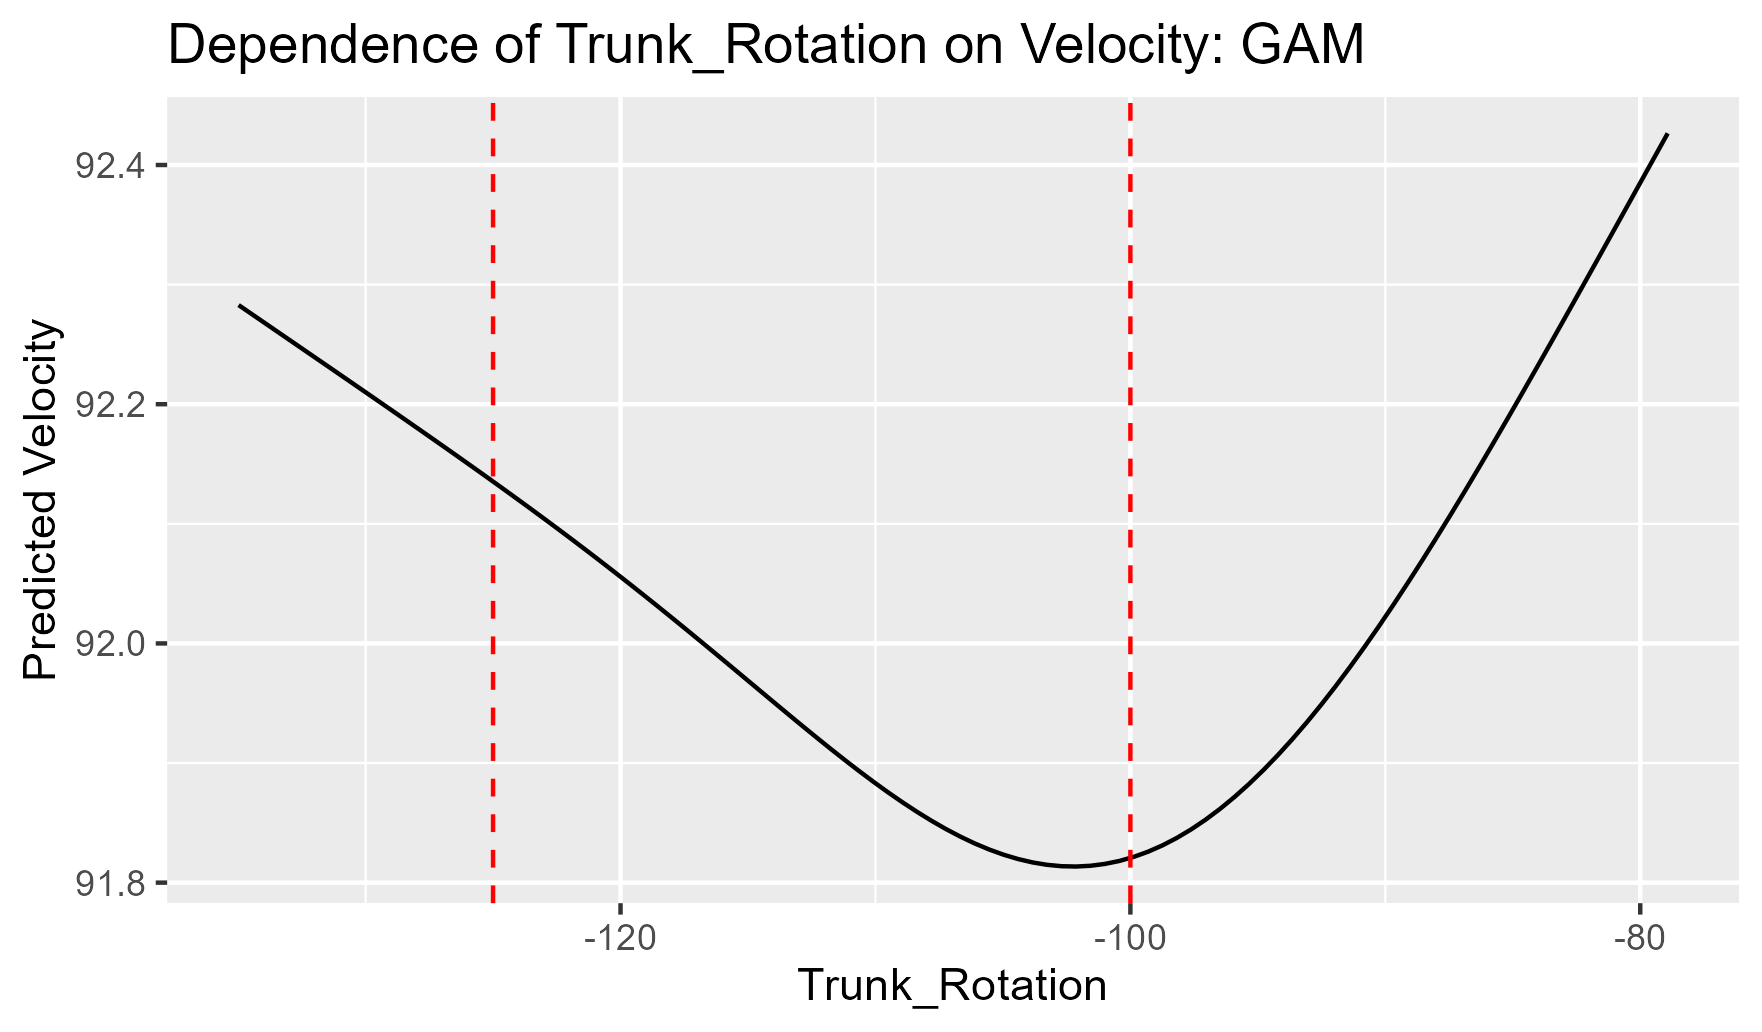 Dependence of Trunk_Rotation on Velocity: GAM
Predicted Velocity
92.4
92.2
92.0
91.8
-120 -100 -80
Trunk_Rotation